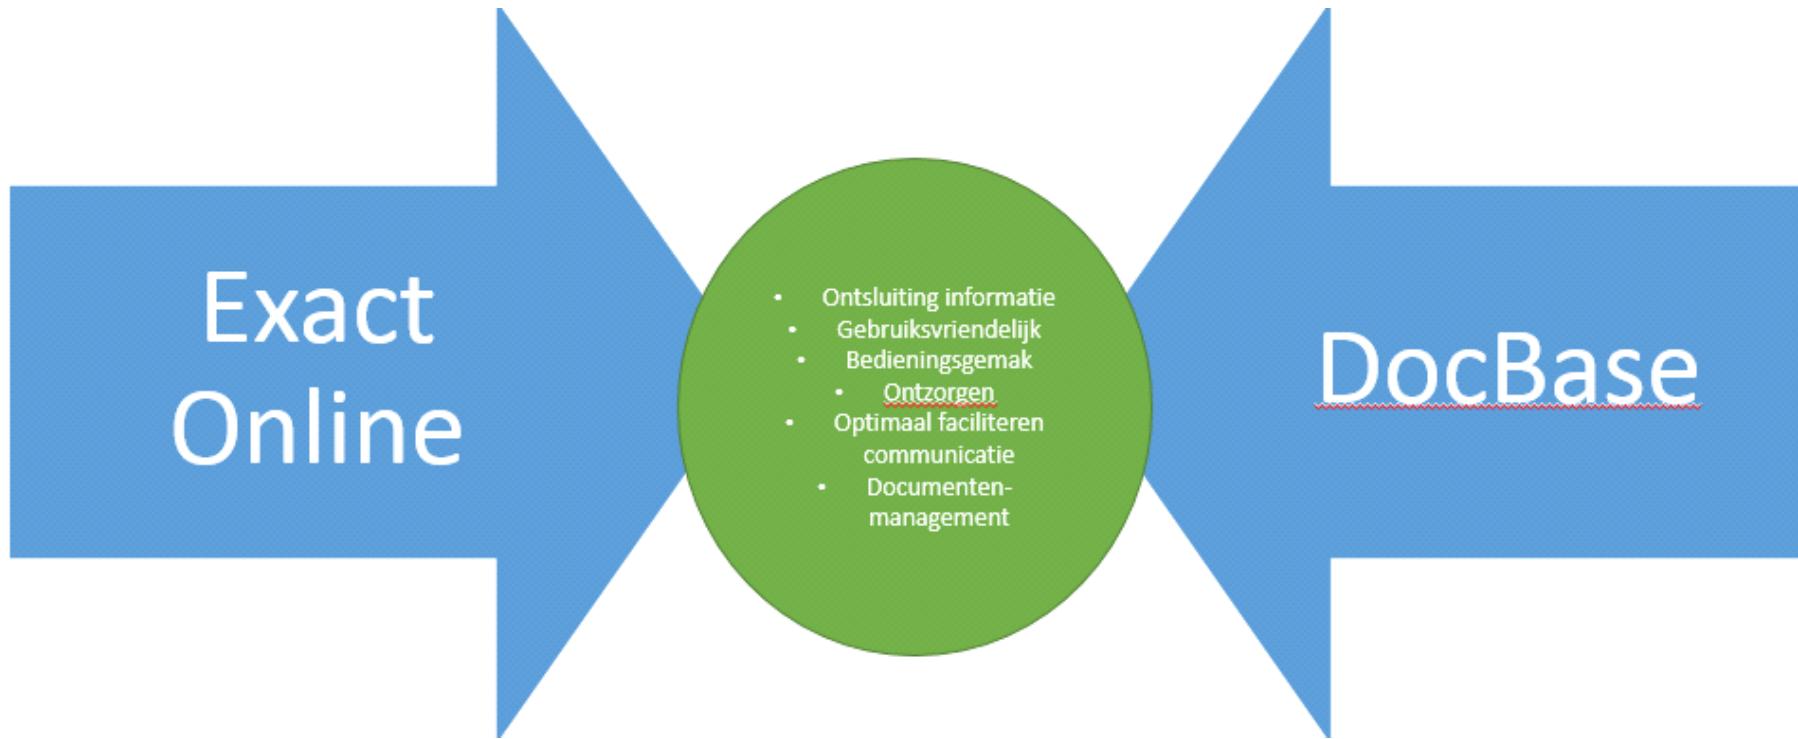 Exact
Online
• Ontsluiting informatie
• Gebruiksvriendelijk
• Bedieningsgemak
• Ontzorgen
• Optimaal faciliteren
communicatie
• Documenten-
management
DocBase